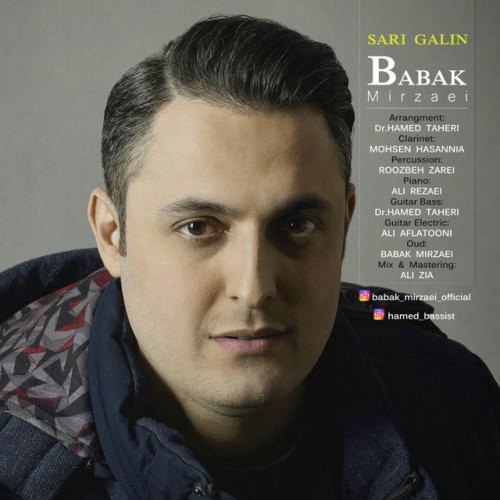 SARI GALIN
BABAK
Mirzaei
Arrangment:
Dr.HAMED TAHERI
Clarinet:
MOHSEN HASANNIA
Percussion:
ROOZBEH ZAREI
Piano:
ALI REZAEI
Guitar Bass:
Dr.HAMED TAHERI
Guitar Electric:
ALI AFLATOONI
Oud:
BABAK MIRZAEI
Mix & Mastering:
ALI ZIA
babak_mirzaei_official
hamed_bassist